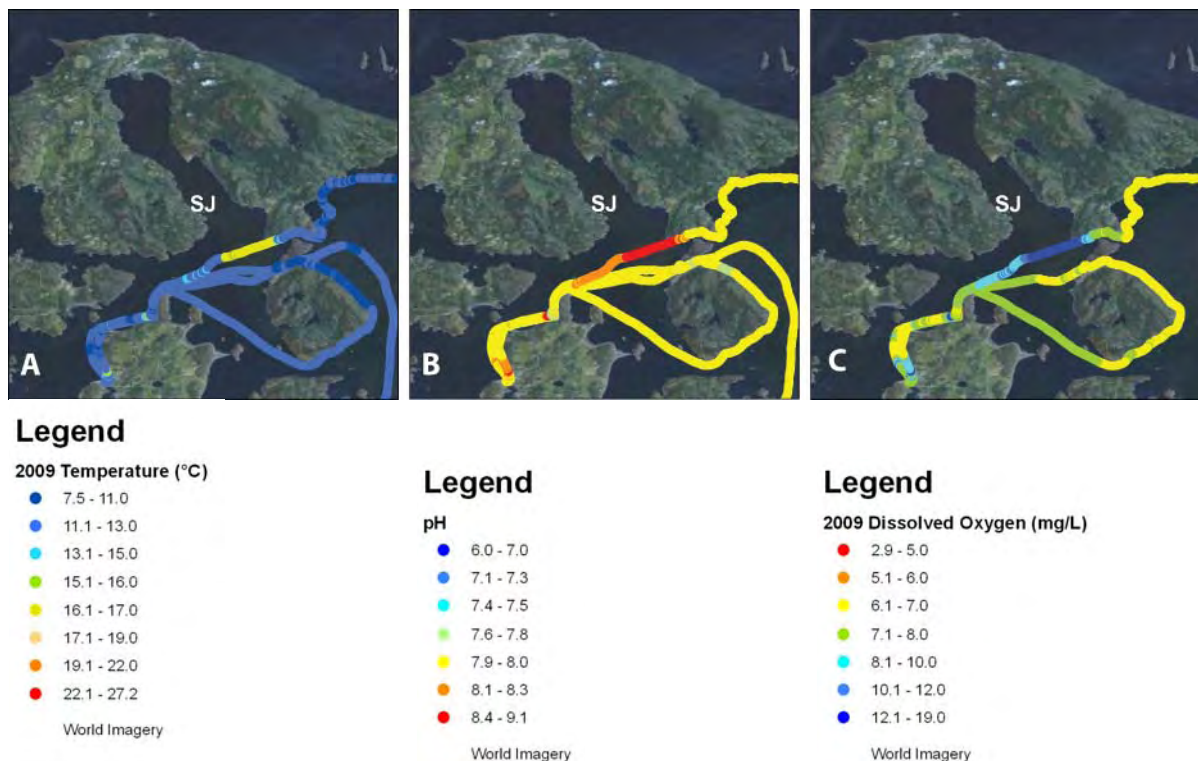 SJ
SJ
SJ
A
B
C
Legend
2009 Temperature (°C)
7.5 - 11.0
11.1 - 13.0
13.1 - 15.0
15.1 - 16.0
16.1 - 17.0
17.1 - 19.0
19.1 - 22.0
22.1 - 27.2
World Imagery
Legend
pH
6.0 - 7.0
7.1 - 7.3
7.4 - 7.5
7.6 - 7.8
7.9 - 8.0
8.1 - 8.3
8.4 - 9.1
World Imagery
Legend
2009 Dissolved Oxygen (mg/L)
2.9 - 5.0
5.1 - 6.0
6.1 - 7.0
7.1 - 8.0
8.1 - 10.0
10.1 - 12.0
12.1 - 19.0
World Imagery